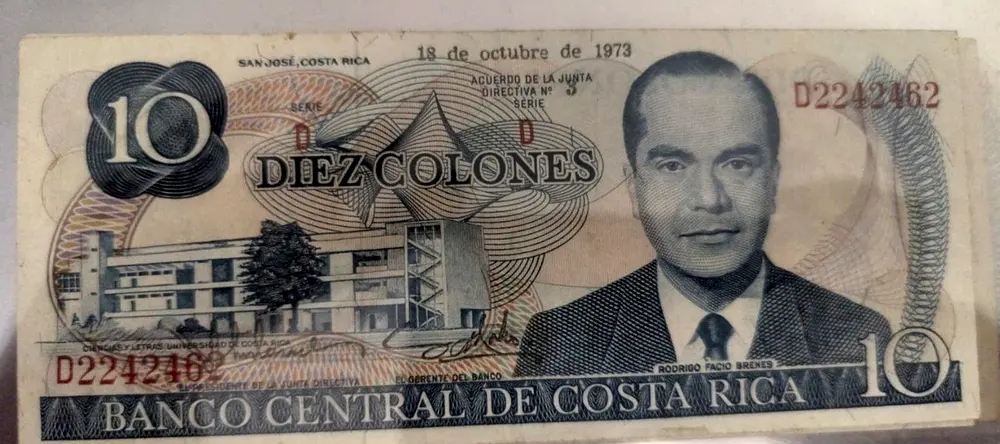 SAN JOSÉ, COSTA RICA
18 de octubre de 1973
ACUERDO DE LA JUNTA
DIRECTIVA Nº 3
SERIE
10
SERIE
D2242462
D
D
DIEZ COLONES
CIENCIAS Y LETRAS UNIVERSIDAD DE COSTA RICA
D2242462
PRESIDENTE DE LA JUNTA DIRECTIVA
EL GERENTE DEL BANCO
RODRIGO FACIO BRENES
10
BANCO CENTRAL DE COSTA RICA